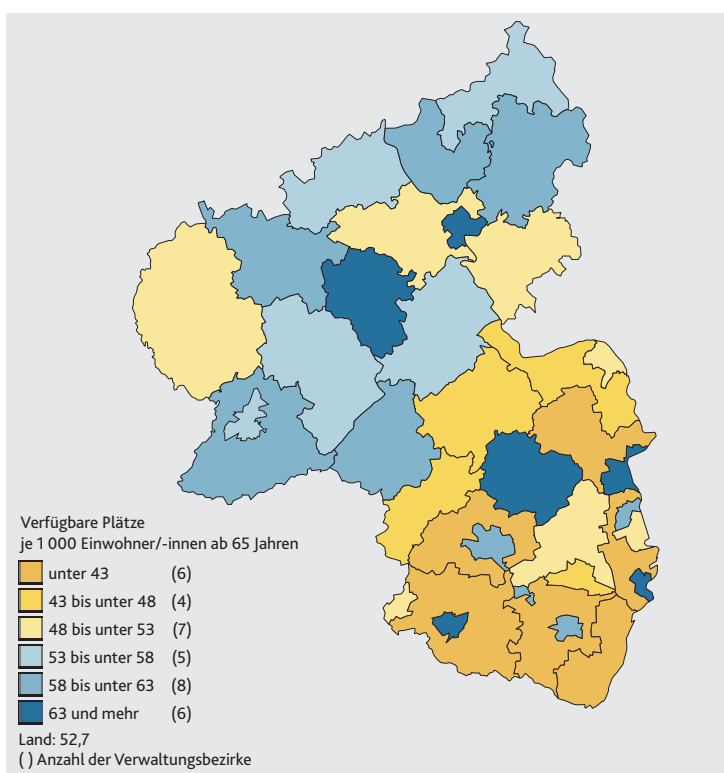 Verfügbare Plätze
je 1 000 Einwohner/-innen ab 65 Jahren
unter 43 (6)
43 bis unter 48 (4)
48 bis unter 53 (7)
53 bis unter 58 (5)
58 bis unter 63 (8)
63 und mehr (6)
Land: 52,7
( ) Anzahl der Verwaltungsbezirke